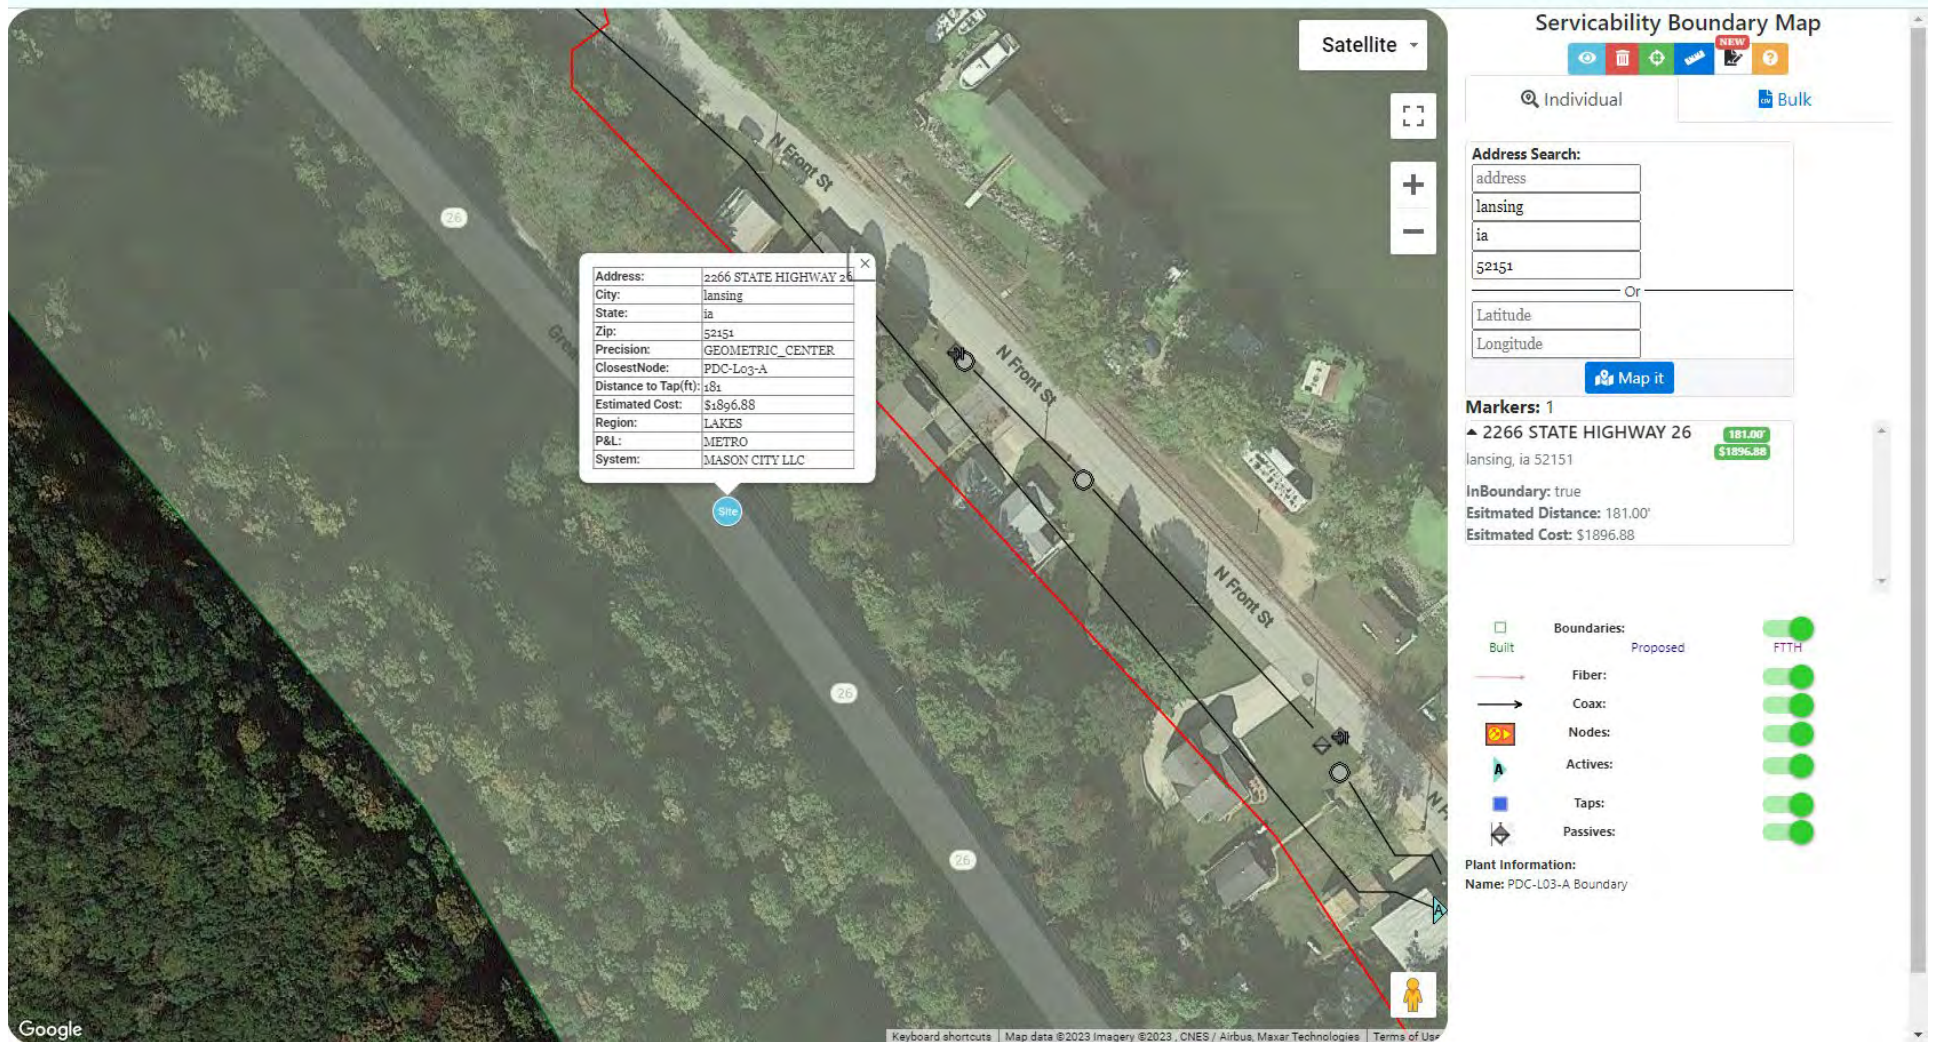 Servicability Boundary Map
NEW
Individual
Bulk
Address Search:
address
lansing
ia
52151
Or
Latitude
Longitude
Map it
Markers: 1
2266 STATE HIGHWAY 26
181.00'
$1896.88
lansing, ia 52151
InBoundary: true
Esitmated Distance: 181.00'
Esitmated Cost: $1896.88
Boundaries:
Built
Proposed
FTTH
Fiber:
Coax:
Nodes:
A
Actives:
Taps:
Passives:
Plant Information:
Name: PDC-L03-A Boundary
Satellite
N Front St
26
Address: 2266 STATE HIGHWAY 26
City: lansing
State: ia
Zip: 52151
Precision: GEOMETRIC_CENTER
ClosestNode: PDC-L03-A
Distance to Tap(ft): 181
Estimated Cost: $1896.88
Region: LAKES
P&L: METRO
System: MASON CITY LLC
Site
N Front St
N Front St
26
26
A
Google
Keyboard shortcuts
Map data ©2023 Imagery ©2023 , CNES / Airbus, Maxar Technologies
Terms of Use